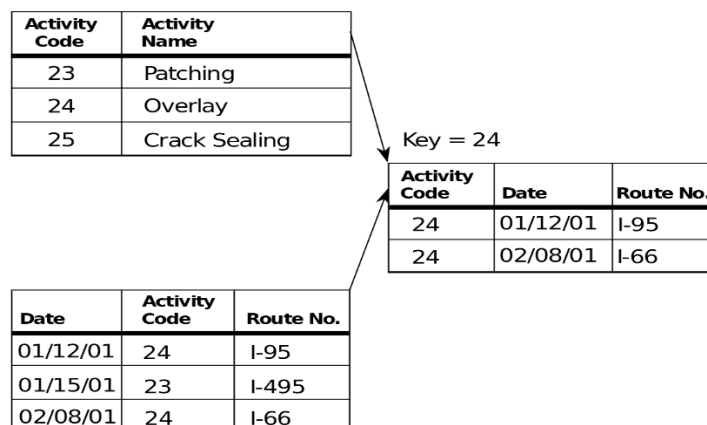 Activity Code Activity Name
23 Patching
24 Overlay
25 Crack Sealing
Key = 24
Activity Code Date Route No.
24 01/12/01 I-95
24 02/08/01 I-66
Date Activity Code Route No.
01/12/01 24 I-95
01/15/01 23 I-495
02/08/01 24 I-66